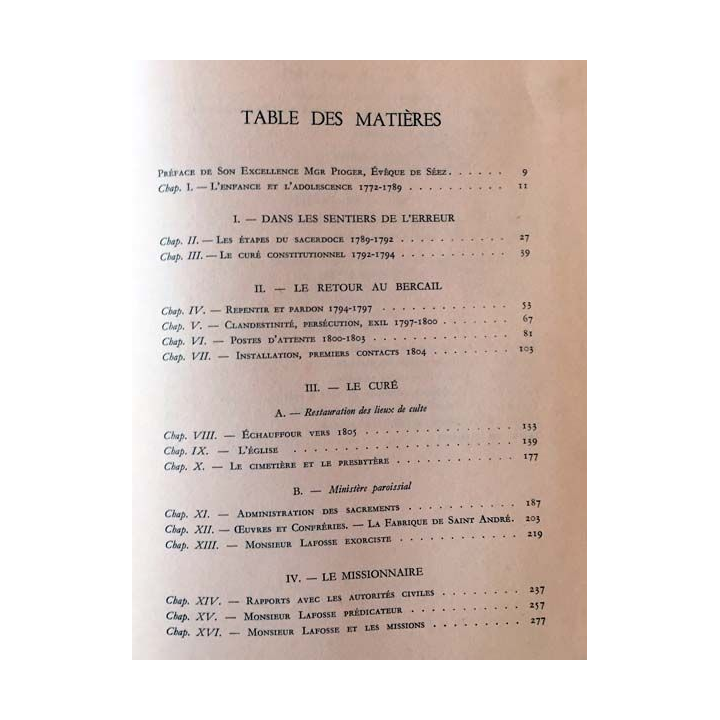 TABLE DES MATIÈRES
Préface de Son Excellence Mgr Pioger, Évêque de Séez. . . . . . 9
Chap. I. — L'enfance et l'adolescence 1772-1789 . . . . . . . . . . 11
I. — DANS LES SENTIERS DE L'ERREUR
Chap. II. — Les étapes du sacerdoce 1789-1792 . . . . . . . . . . . 27
Chap. III. — Le curé constitutionnel 1792-1794 . . . . . . . . . . . 59
II. — LE RETOUR AU BERCAIL
Chap. IV. — Repentir et pardon 1794-1797 . . . . . . . . . . . . 53
Chap. V. — Clandestinité, persécution, exil 1797-1800 . . . . . . . 67
Chap. VI. — Postes d'attente 1800-1803 . . . . . . . . . . . . 81
Chap. VII. — Installation, premiers contacts 1804 . . . . . . . . . 103
III. — LE CURÉ
A. — Restauration des lieux de culte
Chap. VIII. — Échauffour vers 1805 . . . . . . . . . . . . . 133
Chap. IX. — L'église . . . . . . . . . . . . . . . . . . 139
Chap. X. — Le cimetière et le presbytère . . . . . . . . . . . 177
B. — Ministère paroissial
Chap. XI. — Administration des sacrements . . . . . . . . . . 187
Chap. XII. — Œuvres et Confréries. — La Fabrique de Saint André. 203
Chap. XIII. — Monsieur Lafosse exorciste . . . . . . . . . . . 219
IV. — LE MISSIONNAIRE
Chap. XIV. — Rapports avec les autorités civiles . . . . . . . . 237
Chap. XV. — Monsieur Lafosse prédicateur . . . . . . . . . . 257
Chap. XVI. — Monsieur Lafosse et les missions . . . . . . . . . 277